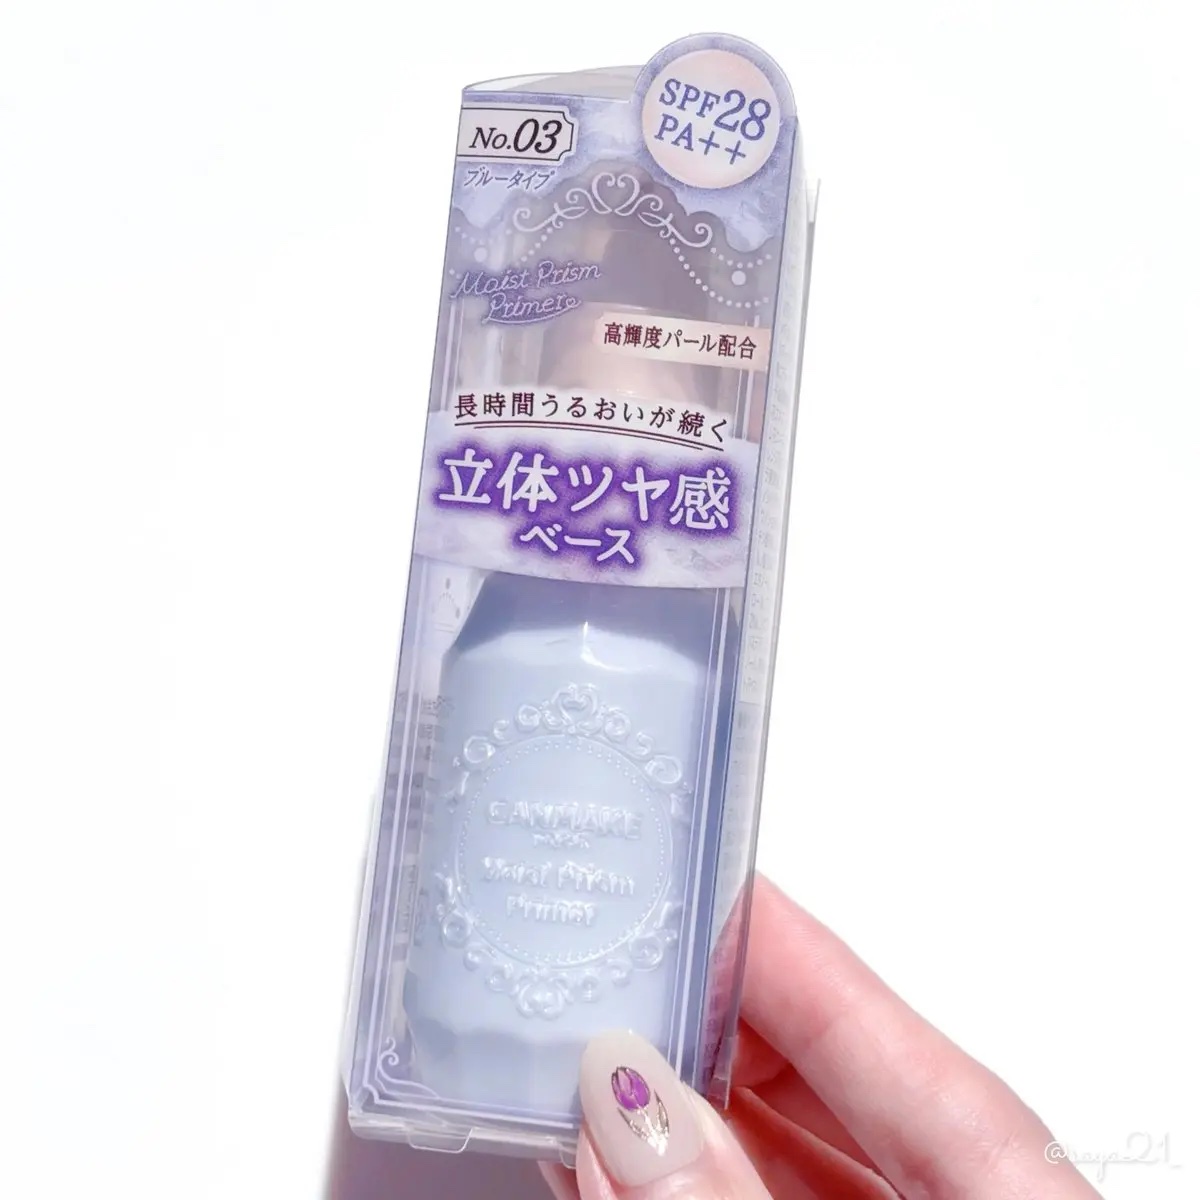 SPF28
PA++
No.03
ブルータイプ
Moist Prism
Primer
高輝度パール配合
長時間うるおいが続く
立体ツヤ感
ベース
CANMAKE
Moist Prism
Primer